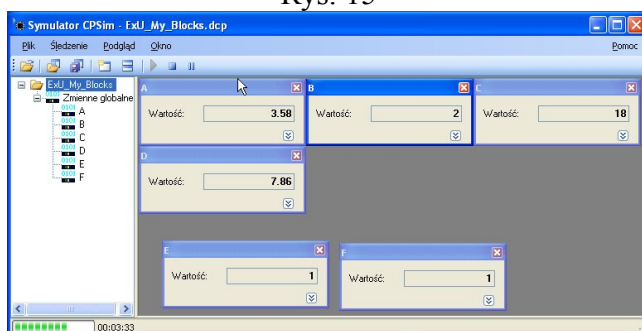 Rys. 15
Symulator CPSim - ExU_My_Blocks.dcp
Plik Śledzenie Podgląd Okno Pomoc
ExU_My_Blocks
Zmienne globalne
A
B
C
D
E
F
A
Wartość: 3.58
B
Wartość: 2
C
Wartość: 18
D
Wartość: 7.86
E
Wartość: 1
F
Wartość: 1
00:03:33